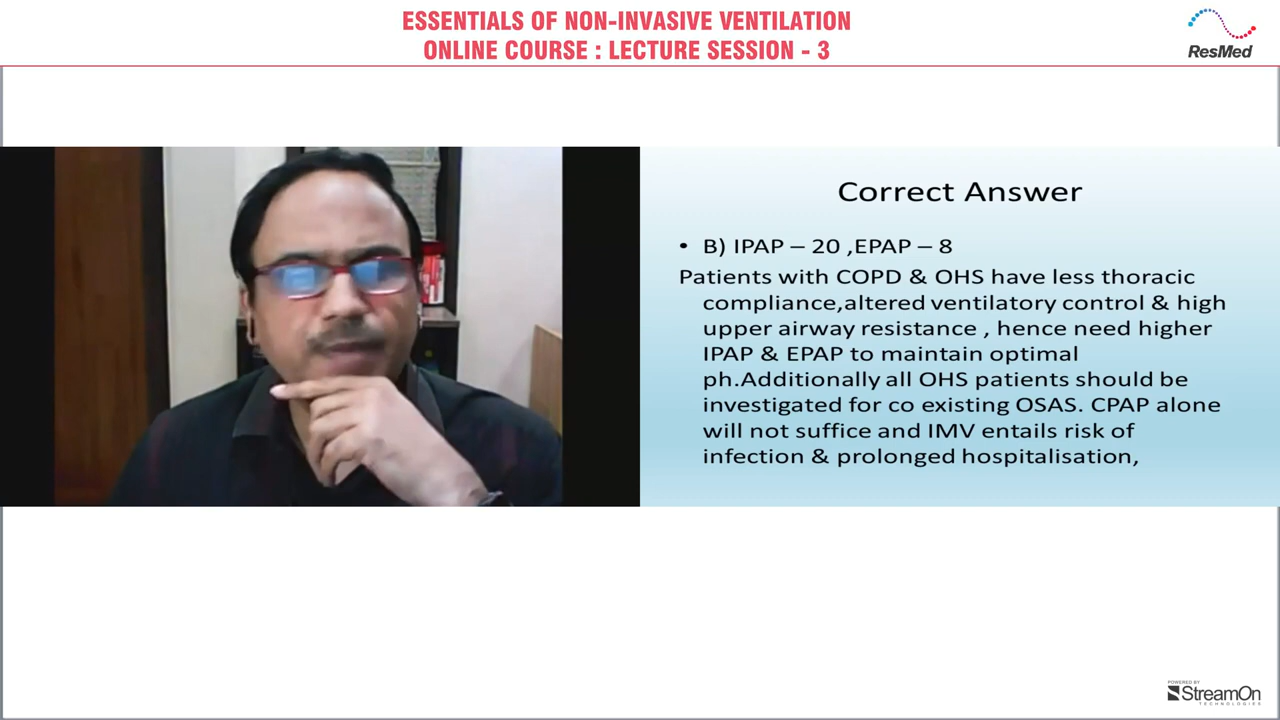 ESSENTIALS OF NON-INVASIVE VENTILATION
ONLINE COURSE : LECTURE SESSION - 3
ResMed
Correct Answer
• B) IPAP – 20 ,EPAP – 8
Patients with COPD & OHS have less thoracic
compliance,altered ventilatory control & high
upper airway resistance , hence need higher
IPAP & EPAP to maintain optimal
ph.Additionally all OHS patients should be
investigated for co existing OSAS. CPAP alone
will not suffice and IMV entails risk of
infection & prolonged hospitalisation,
POWERED BY
StreamOn
TECHNOLOGIES